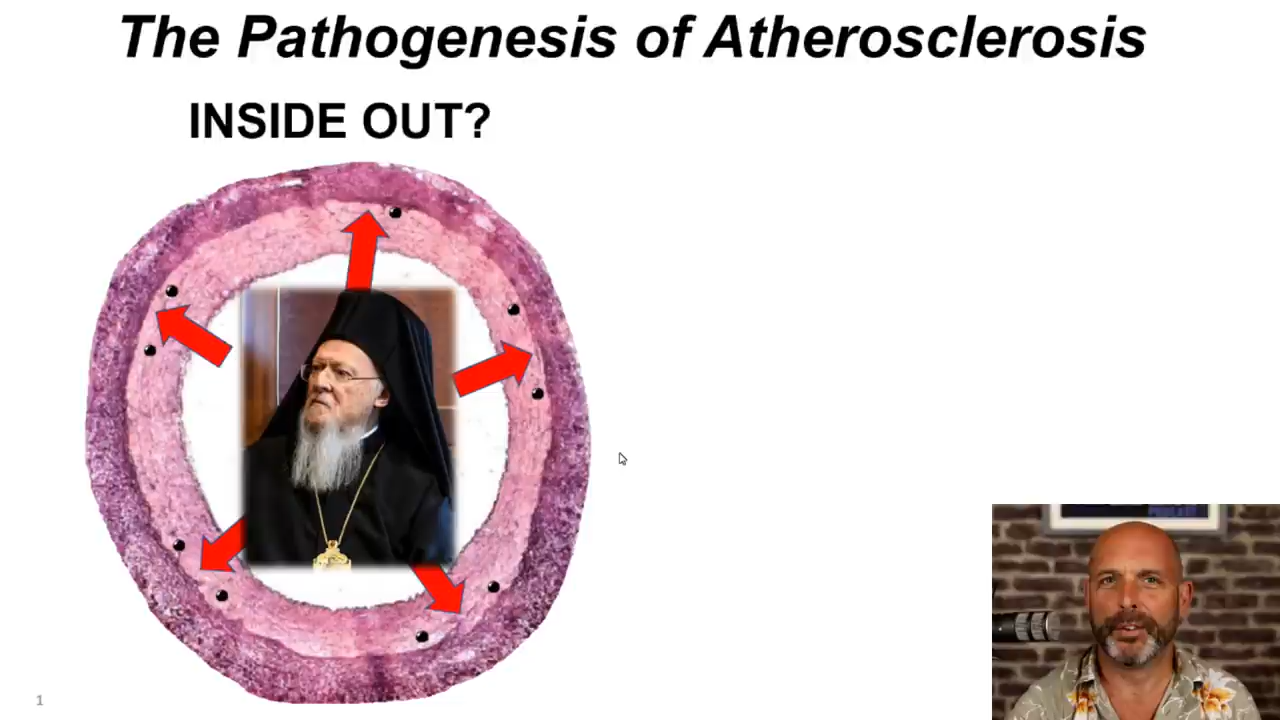 The Pathogenesis of Atherosclerosis
INSIDE OUT?
1